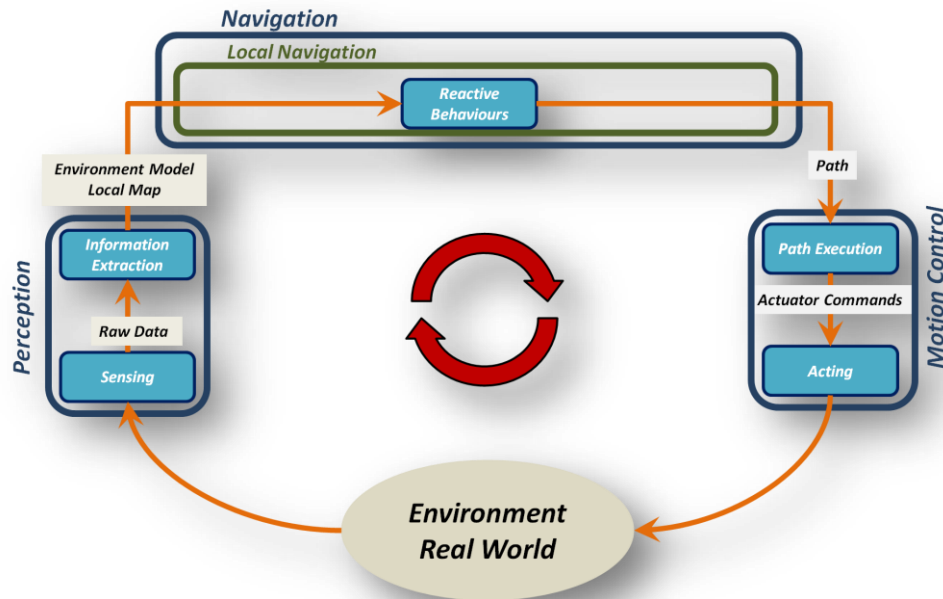 Navigation
Local Navigation
Reactive
Behaviours
Environment Model
Local Map
Path
Perception
Information
Extraction
Raw Data
Sensing
Motion Control
Path Execution
Actuator Commands
Acting
Environment
Real World